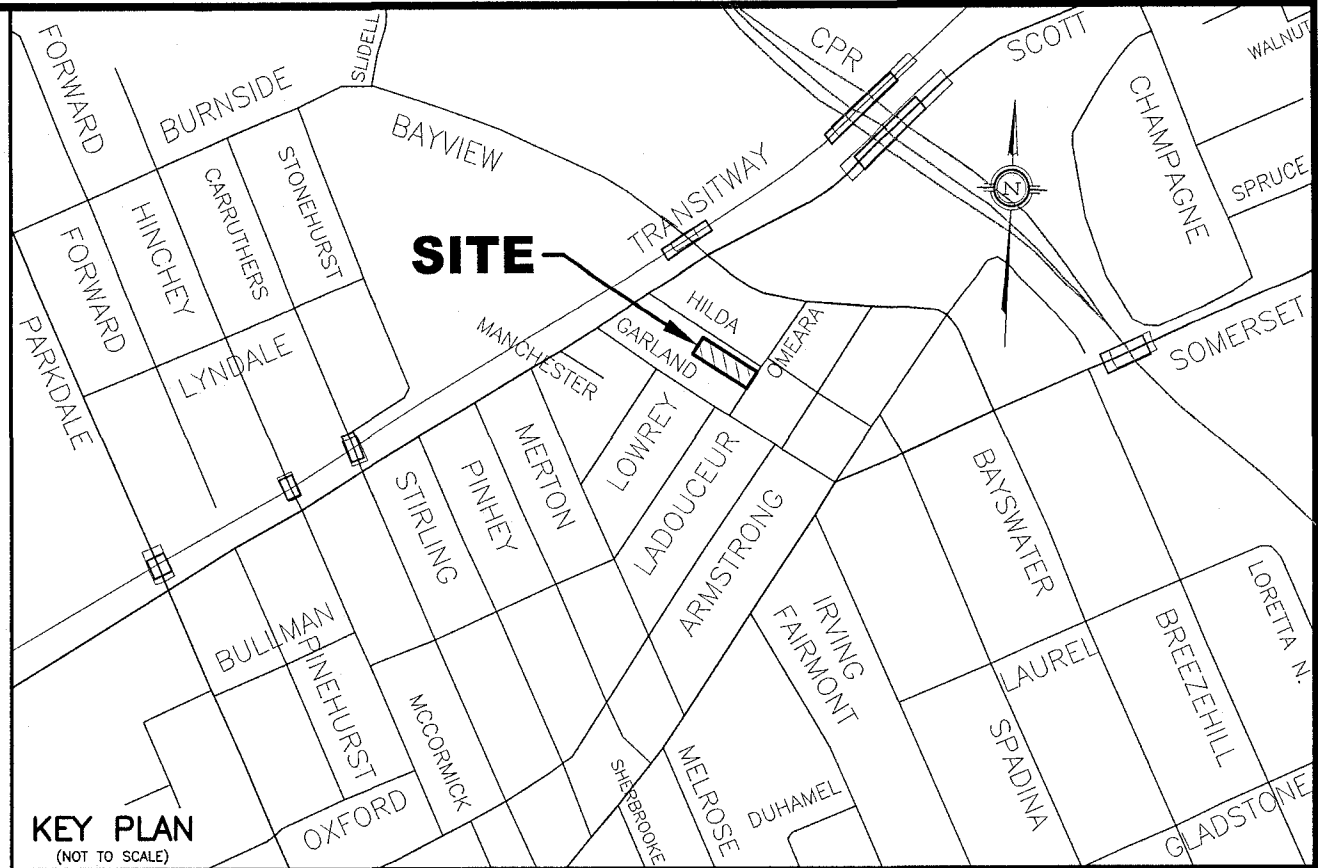 FORWARD
SLIDELL
BURNSIDE
BAYVIEW
CPR
SCOTT
WALNUT
CHAMPAGNE
SPRUCE
STONEHURST
CARRUTHERS
HINCHEY
FORWARD
PARKDALE
LYNDALE
TRANSITWAY
SITE
N
HILDA
GARLAND
OMEARA
MANCHESTER
SOMERSET
LOWREY
LADOUCEUR
MERTON
PINHEY
STIRLING
ARMSTRONG
BAYSWATER
BULLMAN
PINEHURST
MCCORMICK
OXFORD
IRVING
FAIRMONT
LAUREL
BREEZEHILL
LORETTA N.
SPADINA
GLADSTONE
SHERBROOKE
MELROSE
DUHAMEL
KEY PLAN
(NOT TO SCALE)